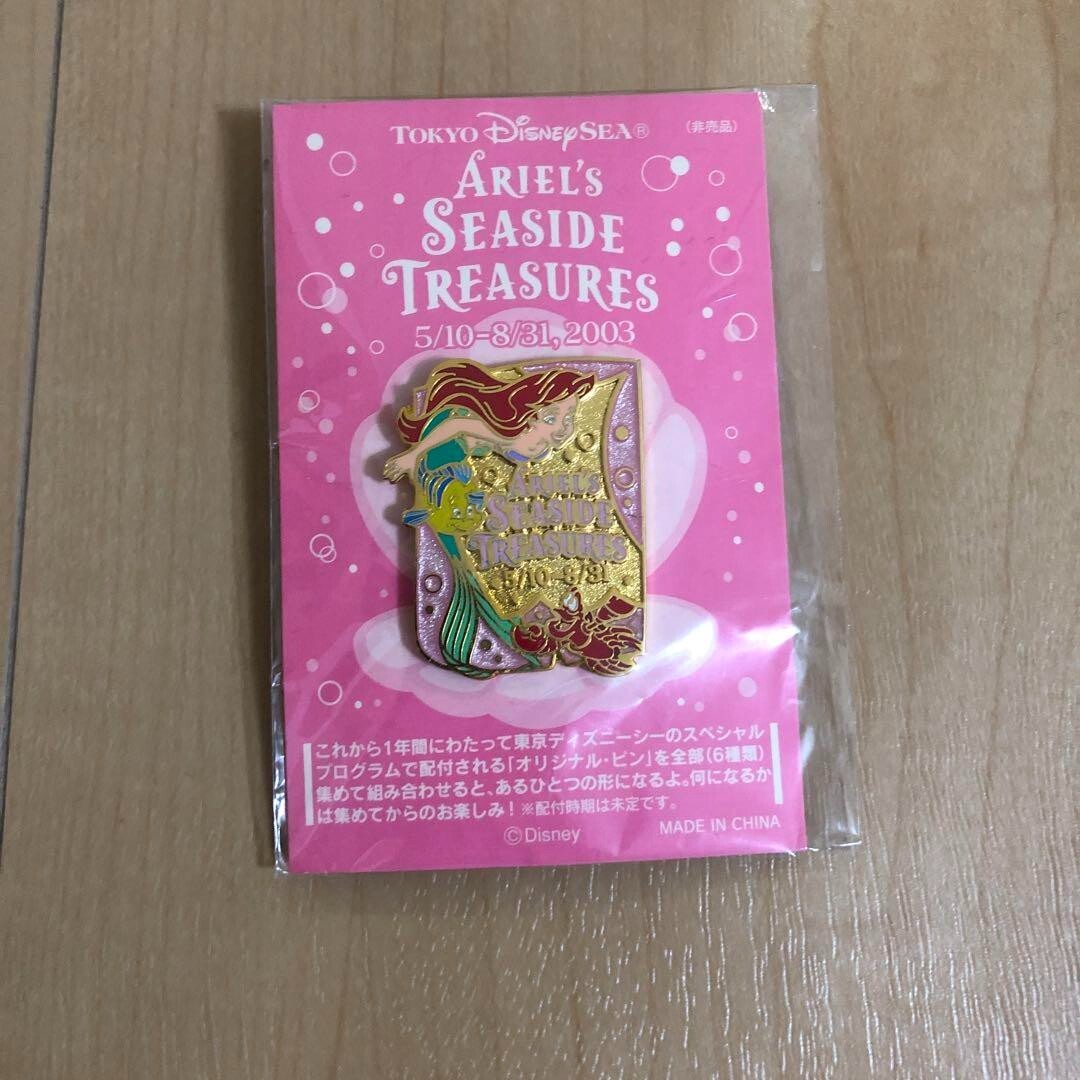 TOKYO DISNEYSEA®
(非売品)
ARIEL'S
SEASIDE
TREASURES
5/10-8/31, 2003
ARIEL'S
SEASIDE
TREASURES
5/10-8/31
これから1年間にわたって東京ディズニーシーのスペシャル
プログラムで配付される「オリジナル・ピン」を全部(6種類)
集めて組み合わせると、あるひとつの形になるよ。何になるか
は集めてからのお楽しみ!※配付時期は未定です。
©Disney
MADE IN CHINA